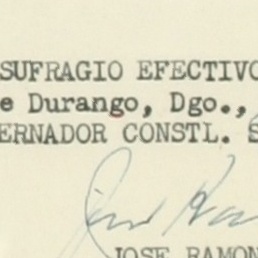 SUFRAGIO EFECTIVO
e Durango, Dgo.,
ERNADOR CONSTL. S
JOSE RAMON